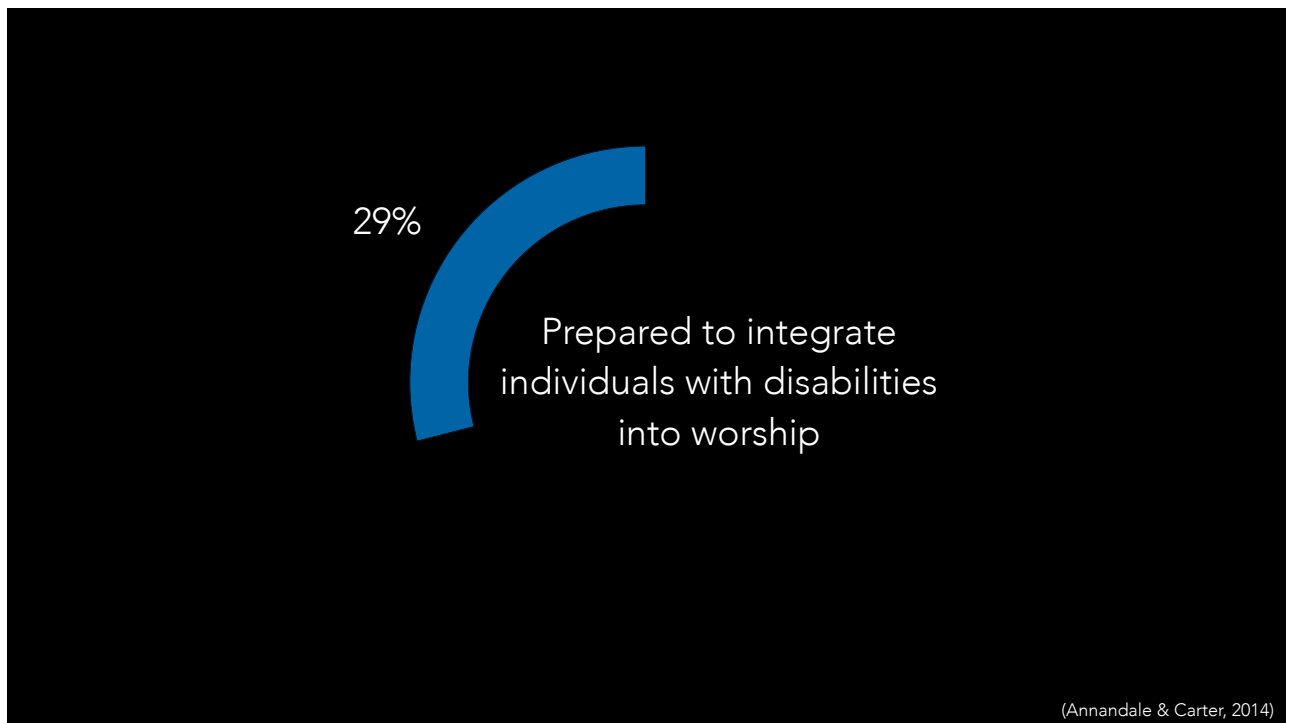 29%
Prepared to integrate
individuals with disabilities
into worship
(Annandale & Carter, 2014)